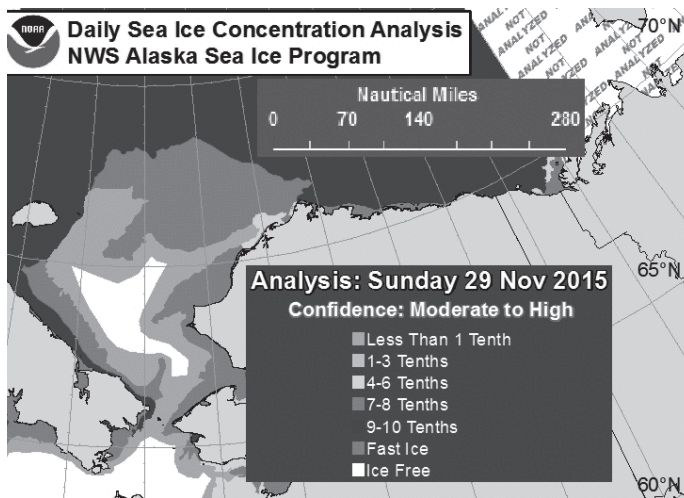 NOAA
Daily Sea Ice Concentration Analysis
NWS Alaska Sea Ice Program
NOT ANALYZED
NOT ANALYZED
NOT ANALYZED
NOT ANALYZED
70°N
Nautical Miles
0 70 140 280
65°N
Analysis: Sunday 29 Nov 2015
Confidence: Moderate to High
Less Than 1 Tenth
1-3 Tenths
4-6 Tenths
7-8 Tenths
9-10 Tenths
Fast Ice
Ice Free
60°N